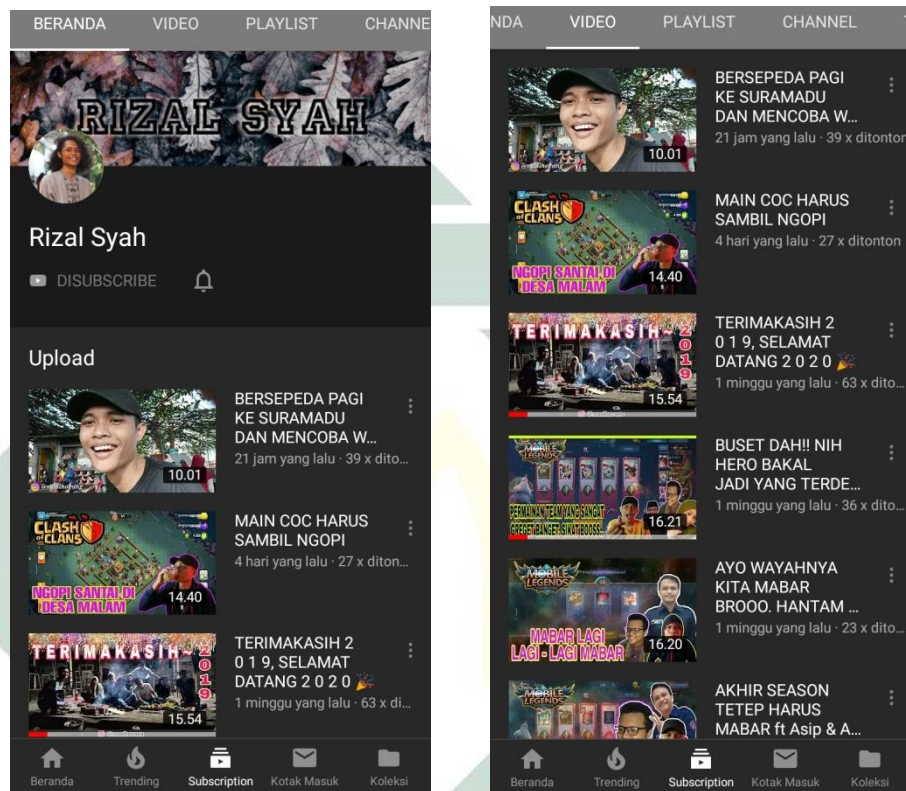 BERANDA VIDEO PLAYLIST CHANNE
RIZAL SYAH
Rizal Syah
DISUBSCRIBE
Upload
BERSEPEDA PAGI
KE SURAMADU
DAN MENCOBA W...
21 jam yang lalu · 39 x dito...
10.01
CLASH
OF CLANS
NGOPI SANTAI DI
DESA MALAM
14.40
MAIN COC HARUS
SAMBIL NGOPI
4 hari yang lalu · 27 x diton...
TERIMAKASIH~ 2019
15.54
TERIMAKASIH 2
0 1 9, SELAMAT
DATANG 2 0 2 0 🎉
1 minggu yang lalu · 63 x di...
Beranda Trending Subscription Kotak Masuk Koleksi
NDA VIDEO PLAYLIST CHANNEL
10.01
BERSEPEDA PAGI
KE SURAMADU
DAN MENCOBA W...
21 jam yang lalu · 39 x ditonton
CLASH
OF CLANS
NGOPI SANTAI DI
DESA MALAM
14.40
MAIN COC HARUS
SAMBIL NGOPI
4 hari yang lalu · 27 x ditonton
TERIMAKASIH~ 2019
15.54
TERIMAKASIH 2
0 1 9, SELAMAT
DATANG 2 0 2 0 🎉
1 minggu yang lalu · 63 x dito...
MOBILE
LEGENDS
PERMAINAN TEAM YANG SANGAT
GREGET BANGET. SIKAT BOOSS..
16.21
BUSET DAH!! NIH
HERO BAKAL
JADI YANG TERDE...
1 minggu yang lalu · 36 x dito...
MOBILE
LEGENDS
MABAR LAGI
LAGI - LAGI MABAR
16.20
AYO WAYAHNYA
KITA MABAR
BROOO. HANTAM ...
1 minggu yang lalu · 23 x dito...
MOBILE
LEGENDS
AKHIR SEASON
TETEP HARUS
MABAR ft Asip & A...
Beranda Trending Subscription Kotak Masuk Koleksi